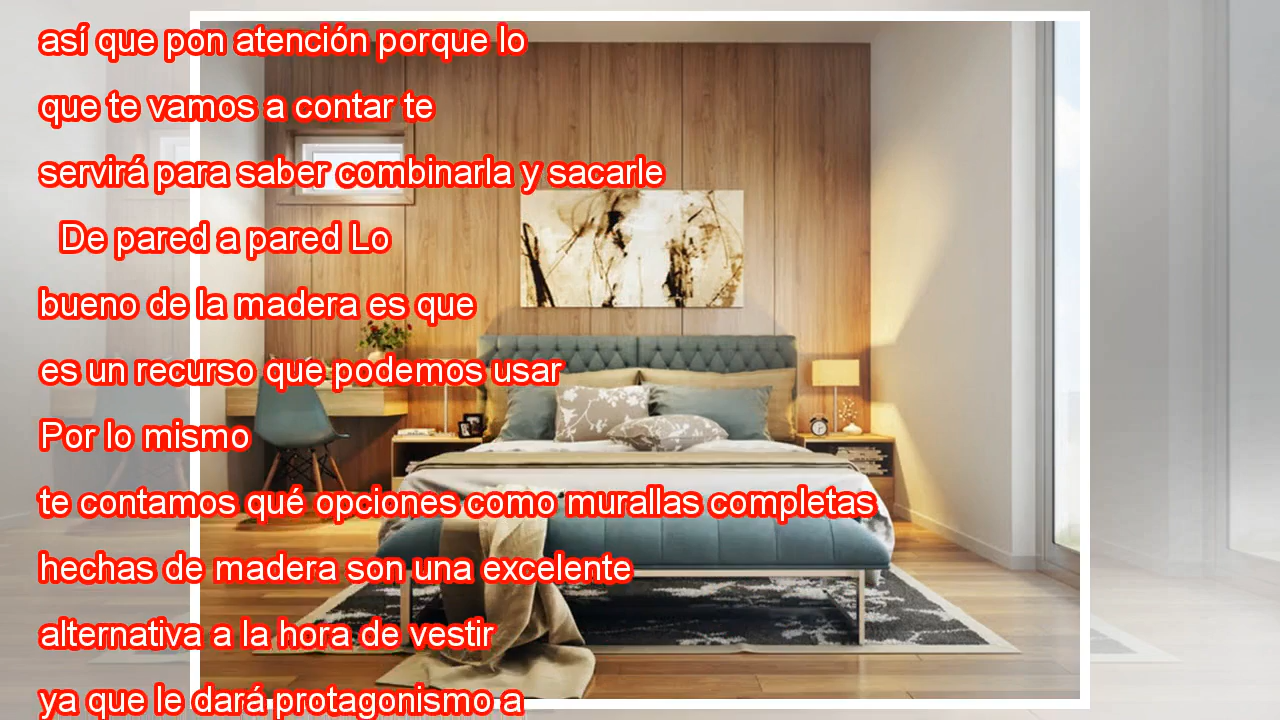 así que pon atención porque lo
que te vamos a contar te
servirá para saber combinarla y sacarle
De pared a pared Lo
bueno de la madera es que
es un recurso que podemos usar
Por lo mismo
te contamos qué opciones como murallas completas
hechas de madera son una excelente
alternativa a la hora de vestir
ya que le dará protagonismo a